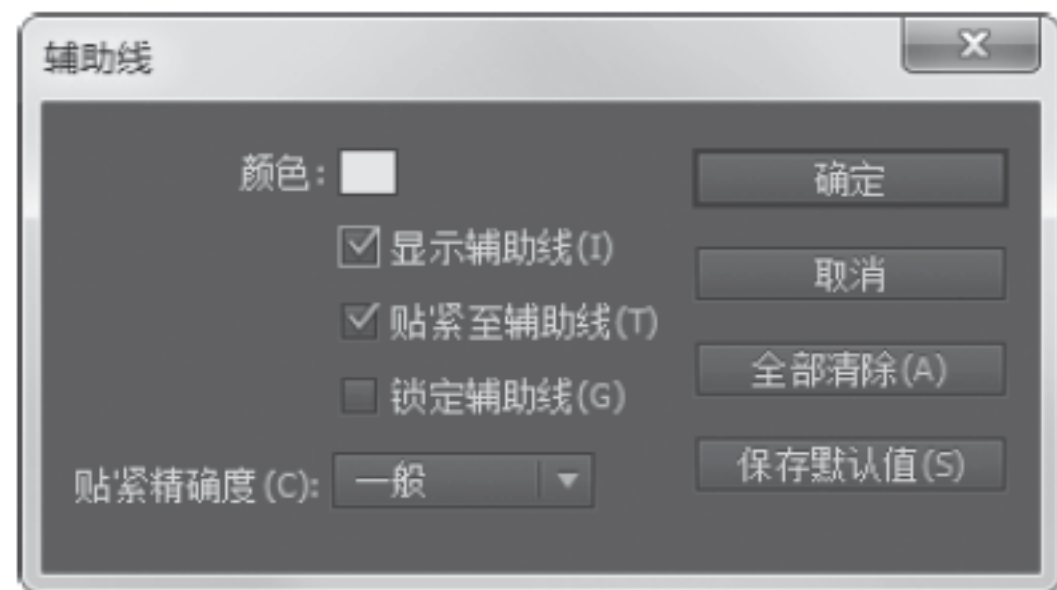 辅助线
颜色:
确定
显示辅助线(I)
取消
贴紧至辅助线(T)
全部清除(A)
锁定辅助线(G)
保存默认值(S)
贴紧精确度(C): 一般